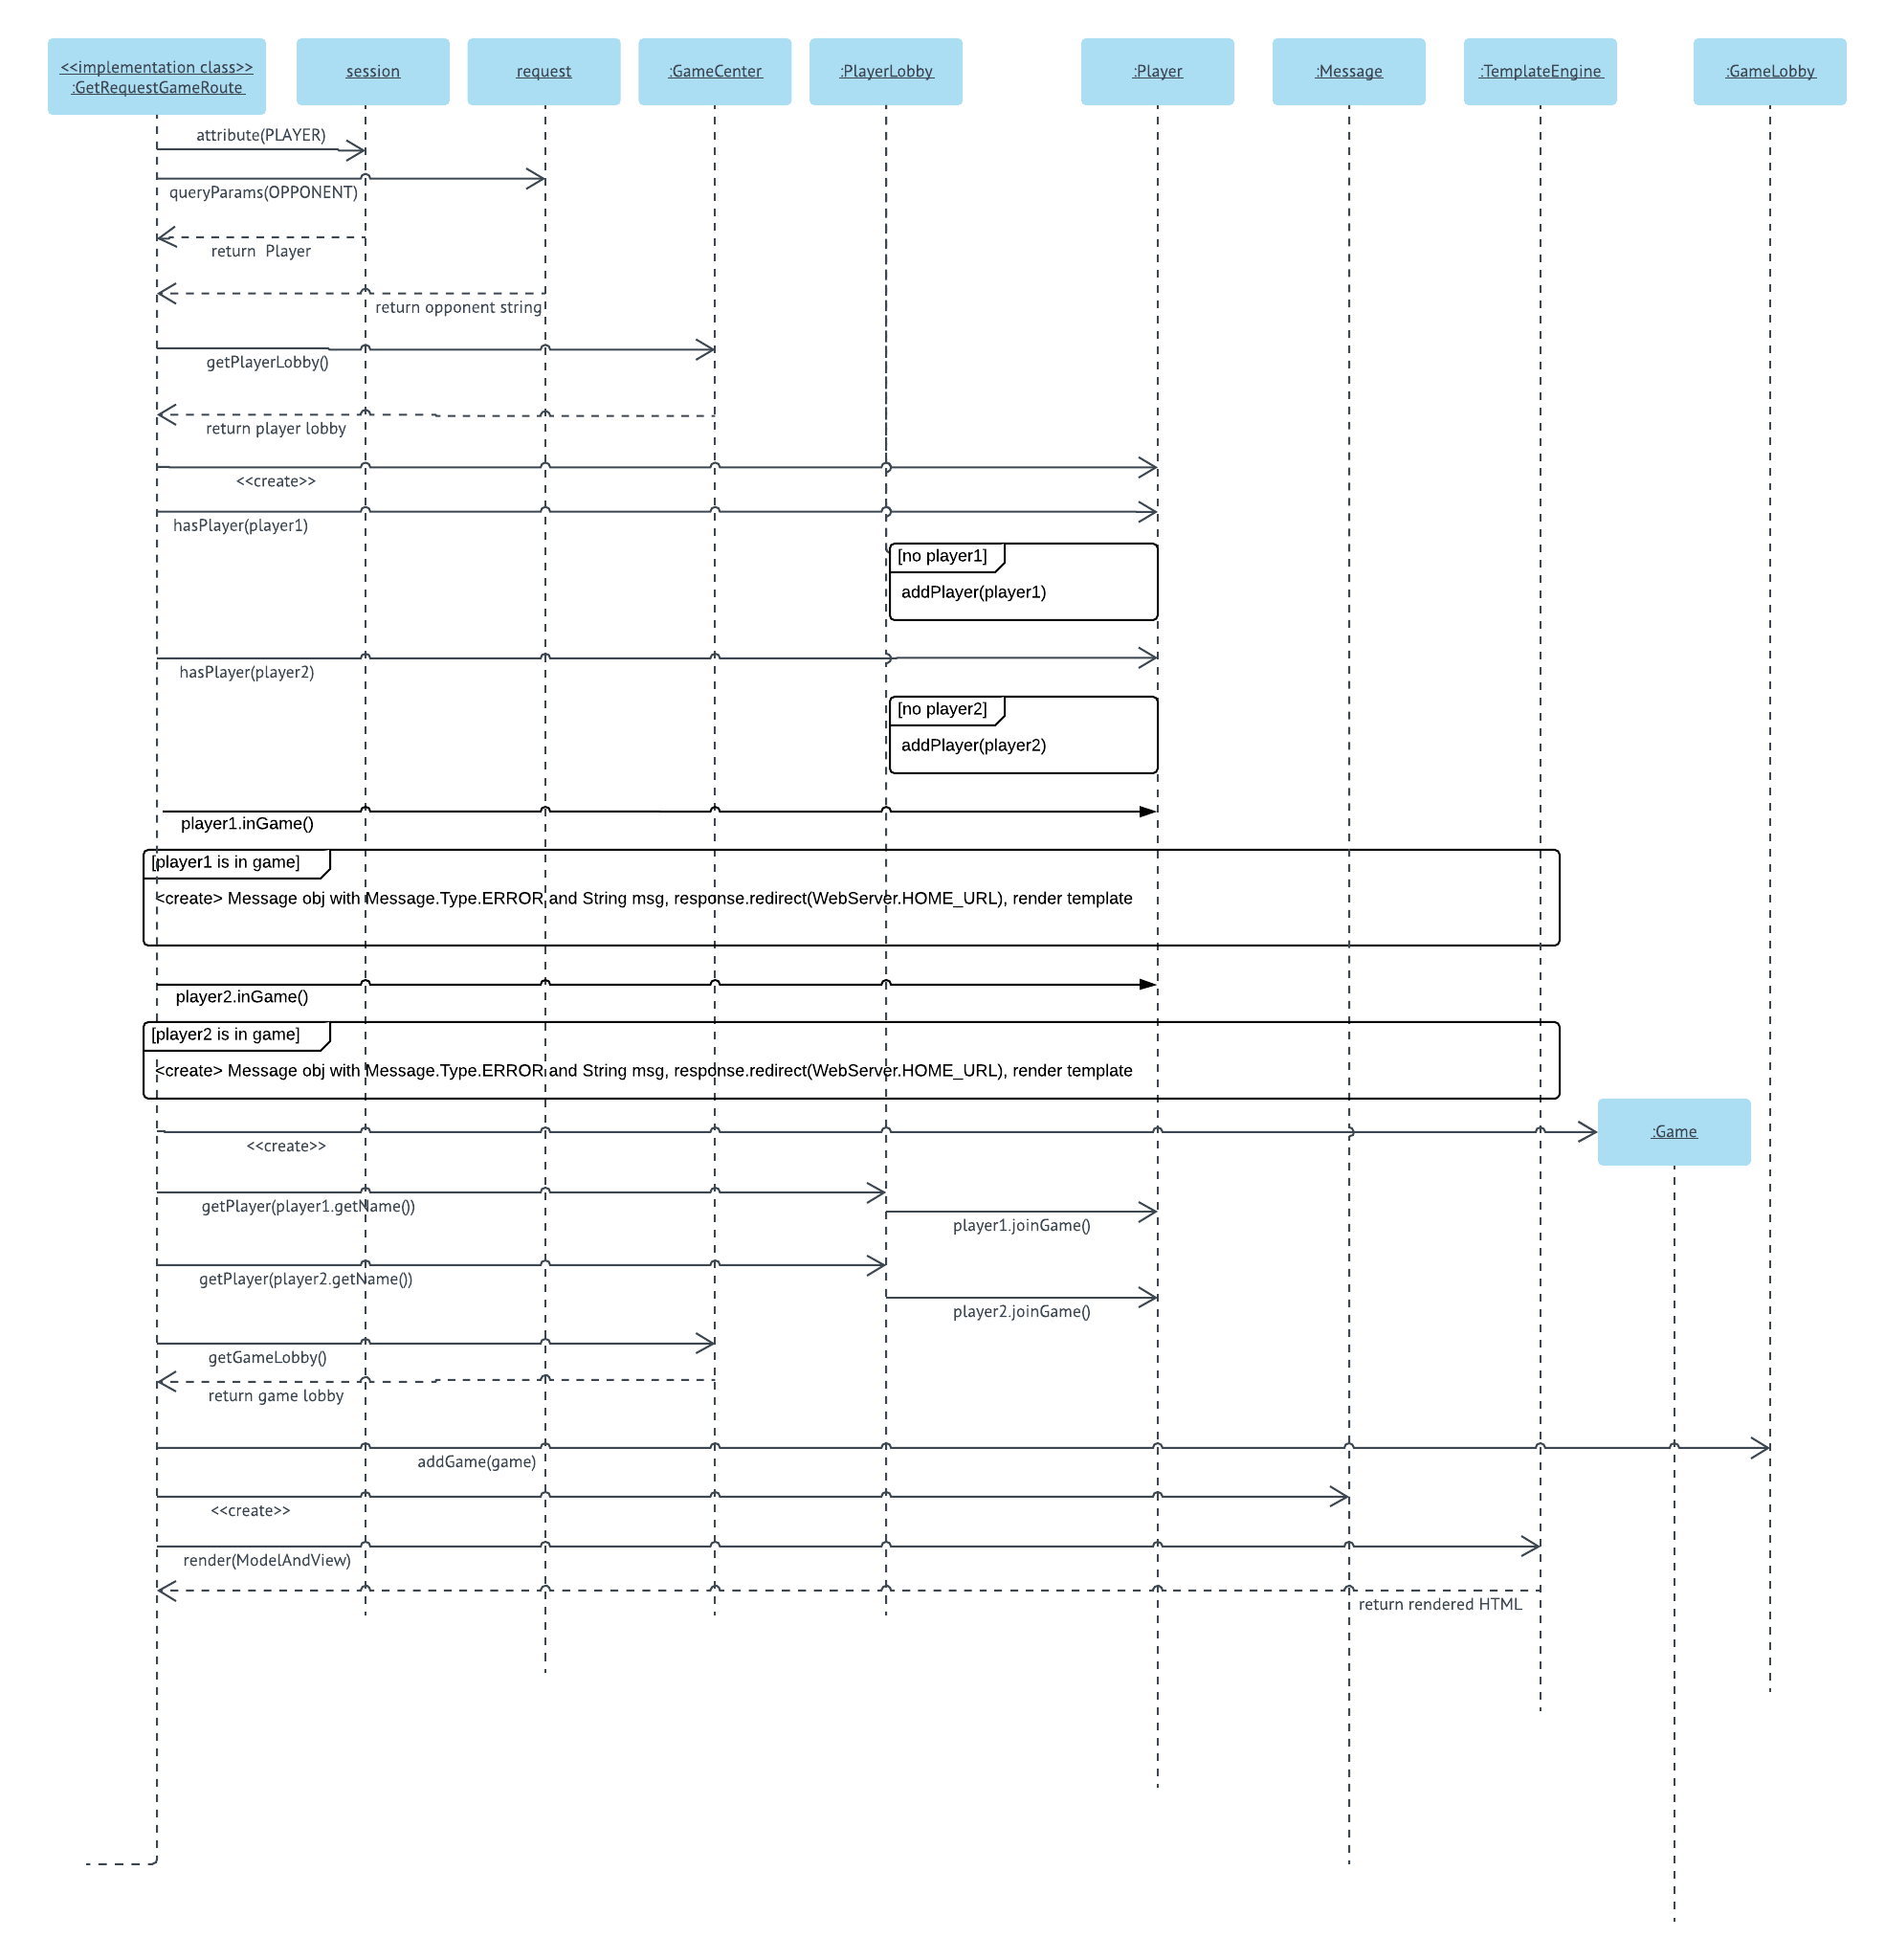 <<implementation class>>
:GetRequestGameRoute
session
request
:GameCenter
:PlayerLobby
:Player
:Message
:TemplateEngine
:GameLobby
attribute(PLAYER)
queryParams(OPPONENT)
return  Player
return opponent string
getPlayerLobby()
return player lobby
<<create>>
hasPlayer(player1)
[no player1]
addPlayer(player1)
hasPlayer(player2)
[no player2]
addPlayer(player2)
player1.inGame()
[player1 is in game]
<create> Message obj with Message.Type.ERROR and String msg, response.redirect(WebServer.HOME_URL), render template
player2.inGame()
[player2 is in game]
<create> Message obj with Message.Type.ERROR and String msg, response.redirect(WebServer.HOME_URL), render template
:Game
<<create>>
getPlayer(player1.getName())
player1.joinGame()
getPlayer(player2.getName())
player2.joinGame()
getGameLobby()
return game lobby
addGame(game)
<<create>>
render(ModelAndView)
return rendered HTML